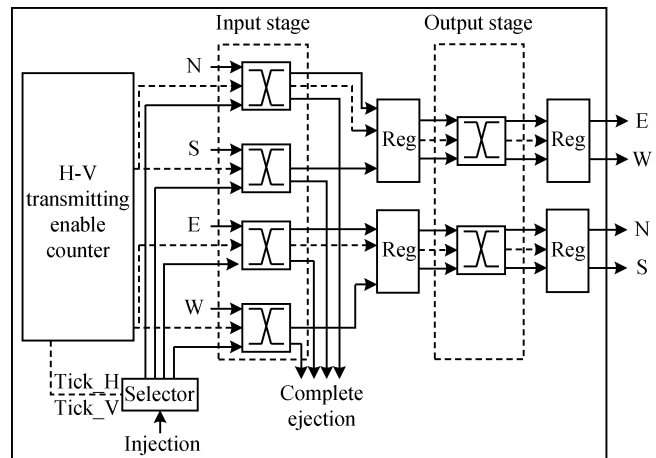 Input stage
Output stage
N
S
E
W
H-V
transmitting
enable
counter
Reg
Reg
Reg
Reg
E
W
N
S
Tick_H
Tick_V
Selector
Injection
Complete
ejection